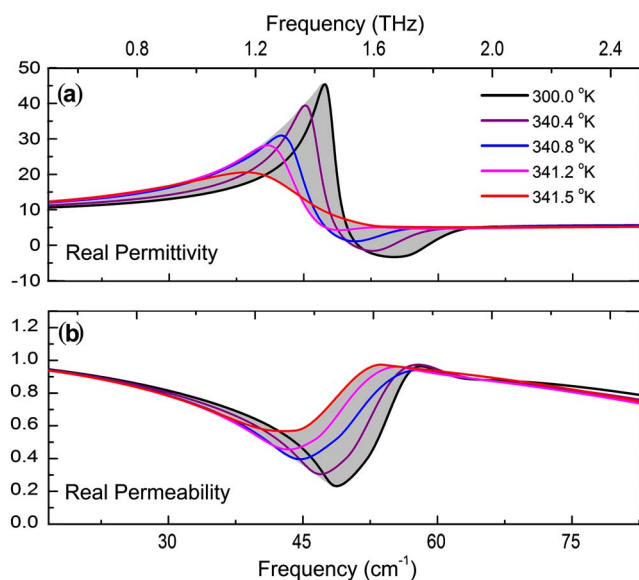 Frequency (THz)
0.8 1.2 1.6 2.0 2.4
(a)
50
40
30
20
10
0
-10
300.0 °K
340.4 °K
340.8 °K
341.2 °K
341.5 °K
Real Permittivity
(b)
1.2
1.0
0.8
0.6
0.4
0.2
0.0
Real Permeability
30 45 60 75
Frequency (cm⁻¹)